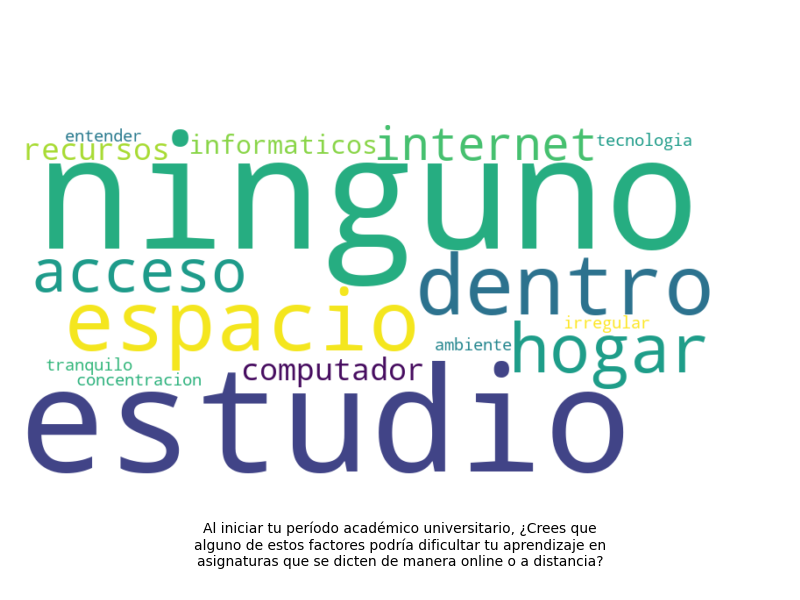 entender
recursos informaticos internet tecnologia
ninguno
acceso dentro
espacio irregular
ambiente hogar
tranquilo computador
concentracion
estudio
Al iniciar tu período académico universitario, ¿Crees que
alguno de estos factores podría dificultar tu aprendizaje en
asignaturas que se dicten de manera online o a distancia?